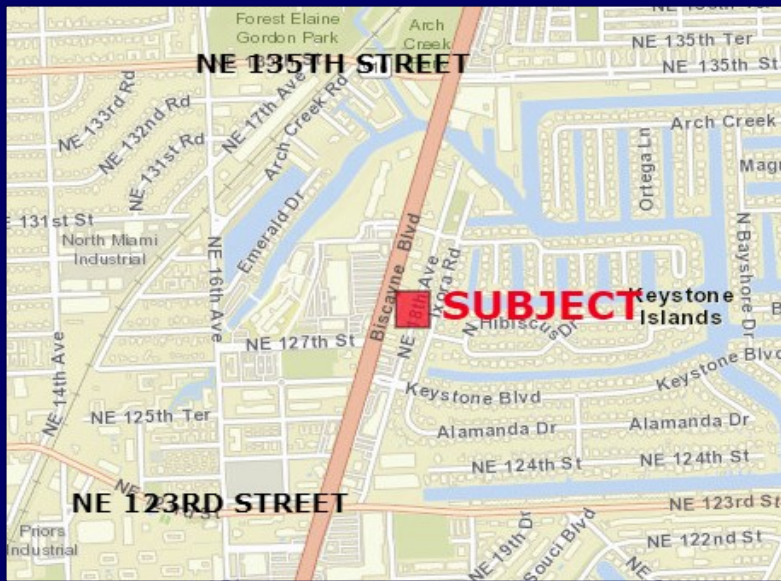 Forest Elaine
Gordon Park
Arch
Creek
NE 135th Ter
NE 135TH STREET
NE 135th St
NE 133rd Rd
NE 132nd Rd
NE 131st Rd
NE 17th Ave
Arch Creek Rd
Arch Creek
Ortega Ln
N Bayshore Dr
NE 131st St
North Miami
Industrial
NE 16th Ave
Emerald Dr
Biscayne Blvd
NE 18th Ave
Ixora Rd
SUBJECT
Keystone
Islands
Hibiscus Dr
NE 127th St
NE 14th Ave
NE 125th Ter
Keystone Blvd
Keystone Blvd
Alamanda Dr
Alamanda Dr
NE 124th St
NE 124th St
NE 123RD STREET
NE 123rd St
Priors
Industrial
NE 19th Dr
Souci Blvd
NE 122nd St
NE